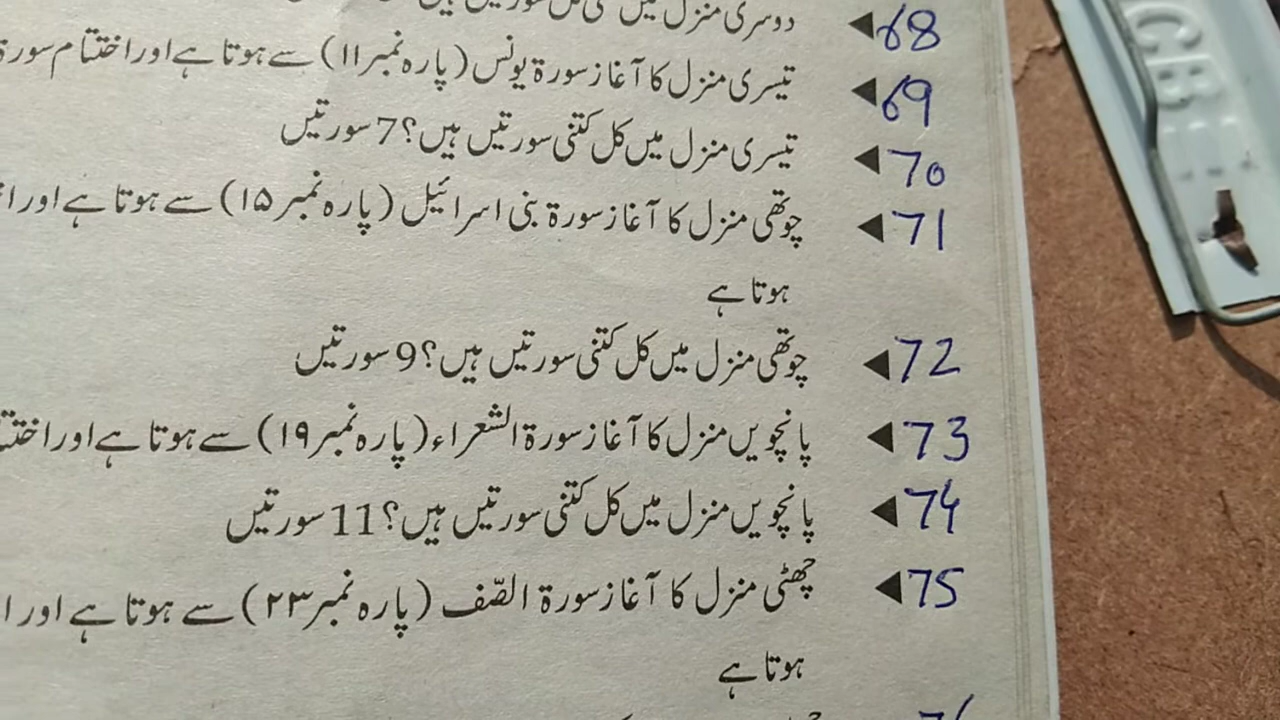 68 دوسری منزل میں
69 تیسری منزل کا آغاز سورۃ یونس (پارہ نمبر ۱۱) سے ہوتا ہے اور اختتام سورۃ
70 تیسری منزل میں کل کتنی سورتیں ہیں؟ 7 سورتیں
71 چوتھی منزل کا آغاز سورۃ بنی اسرائیل (پارہ نمبر ۱۵) سے ہوتا ہے اور
ہوتا ہے
72 چوتھی منزل میں کل کتنی سورتیں ہیں؟ 9 سورتیں
73 پانچویں منزل کا آغاز سورۃ الشعراء (پارہ نمبر ۱۹) سے ہوتا ہے اور
74 پانچویں منزل میں کل کتنی سورتیں ہیں؟ 11 سورتیں
75 چھٹی منزل کا آغاز سورۃ الصّف (پارہ نمبر ۲۳) سے ہوتا ہے اور
ہوتا ہے
CB